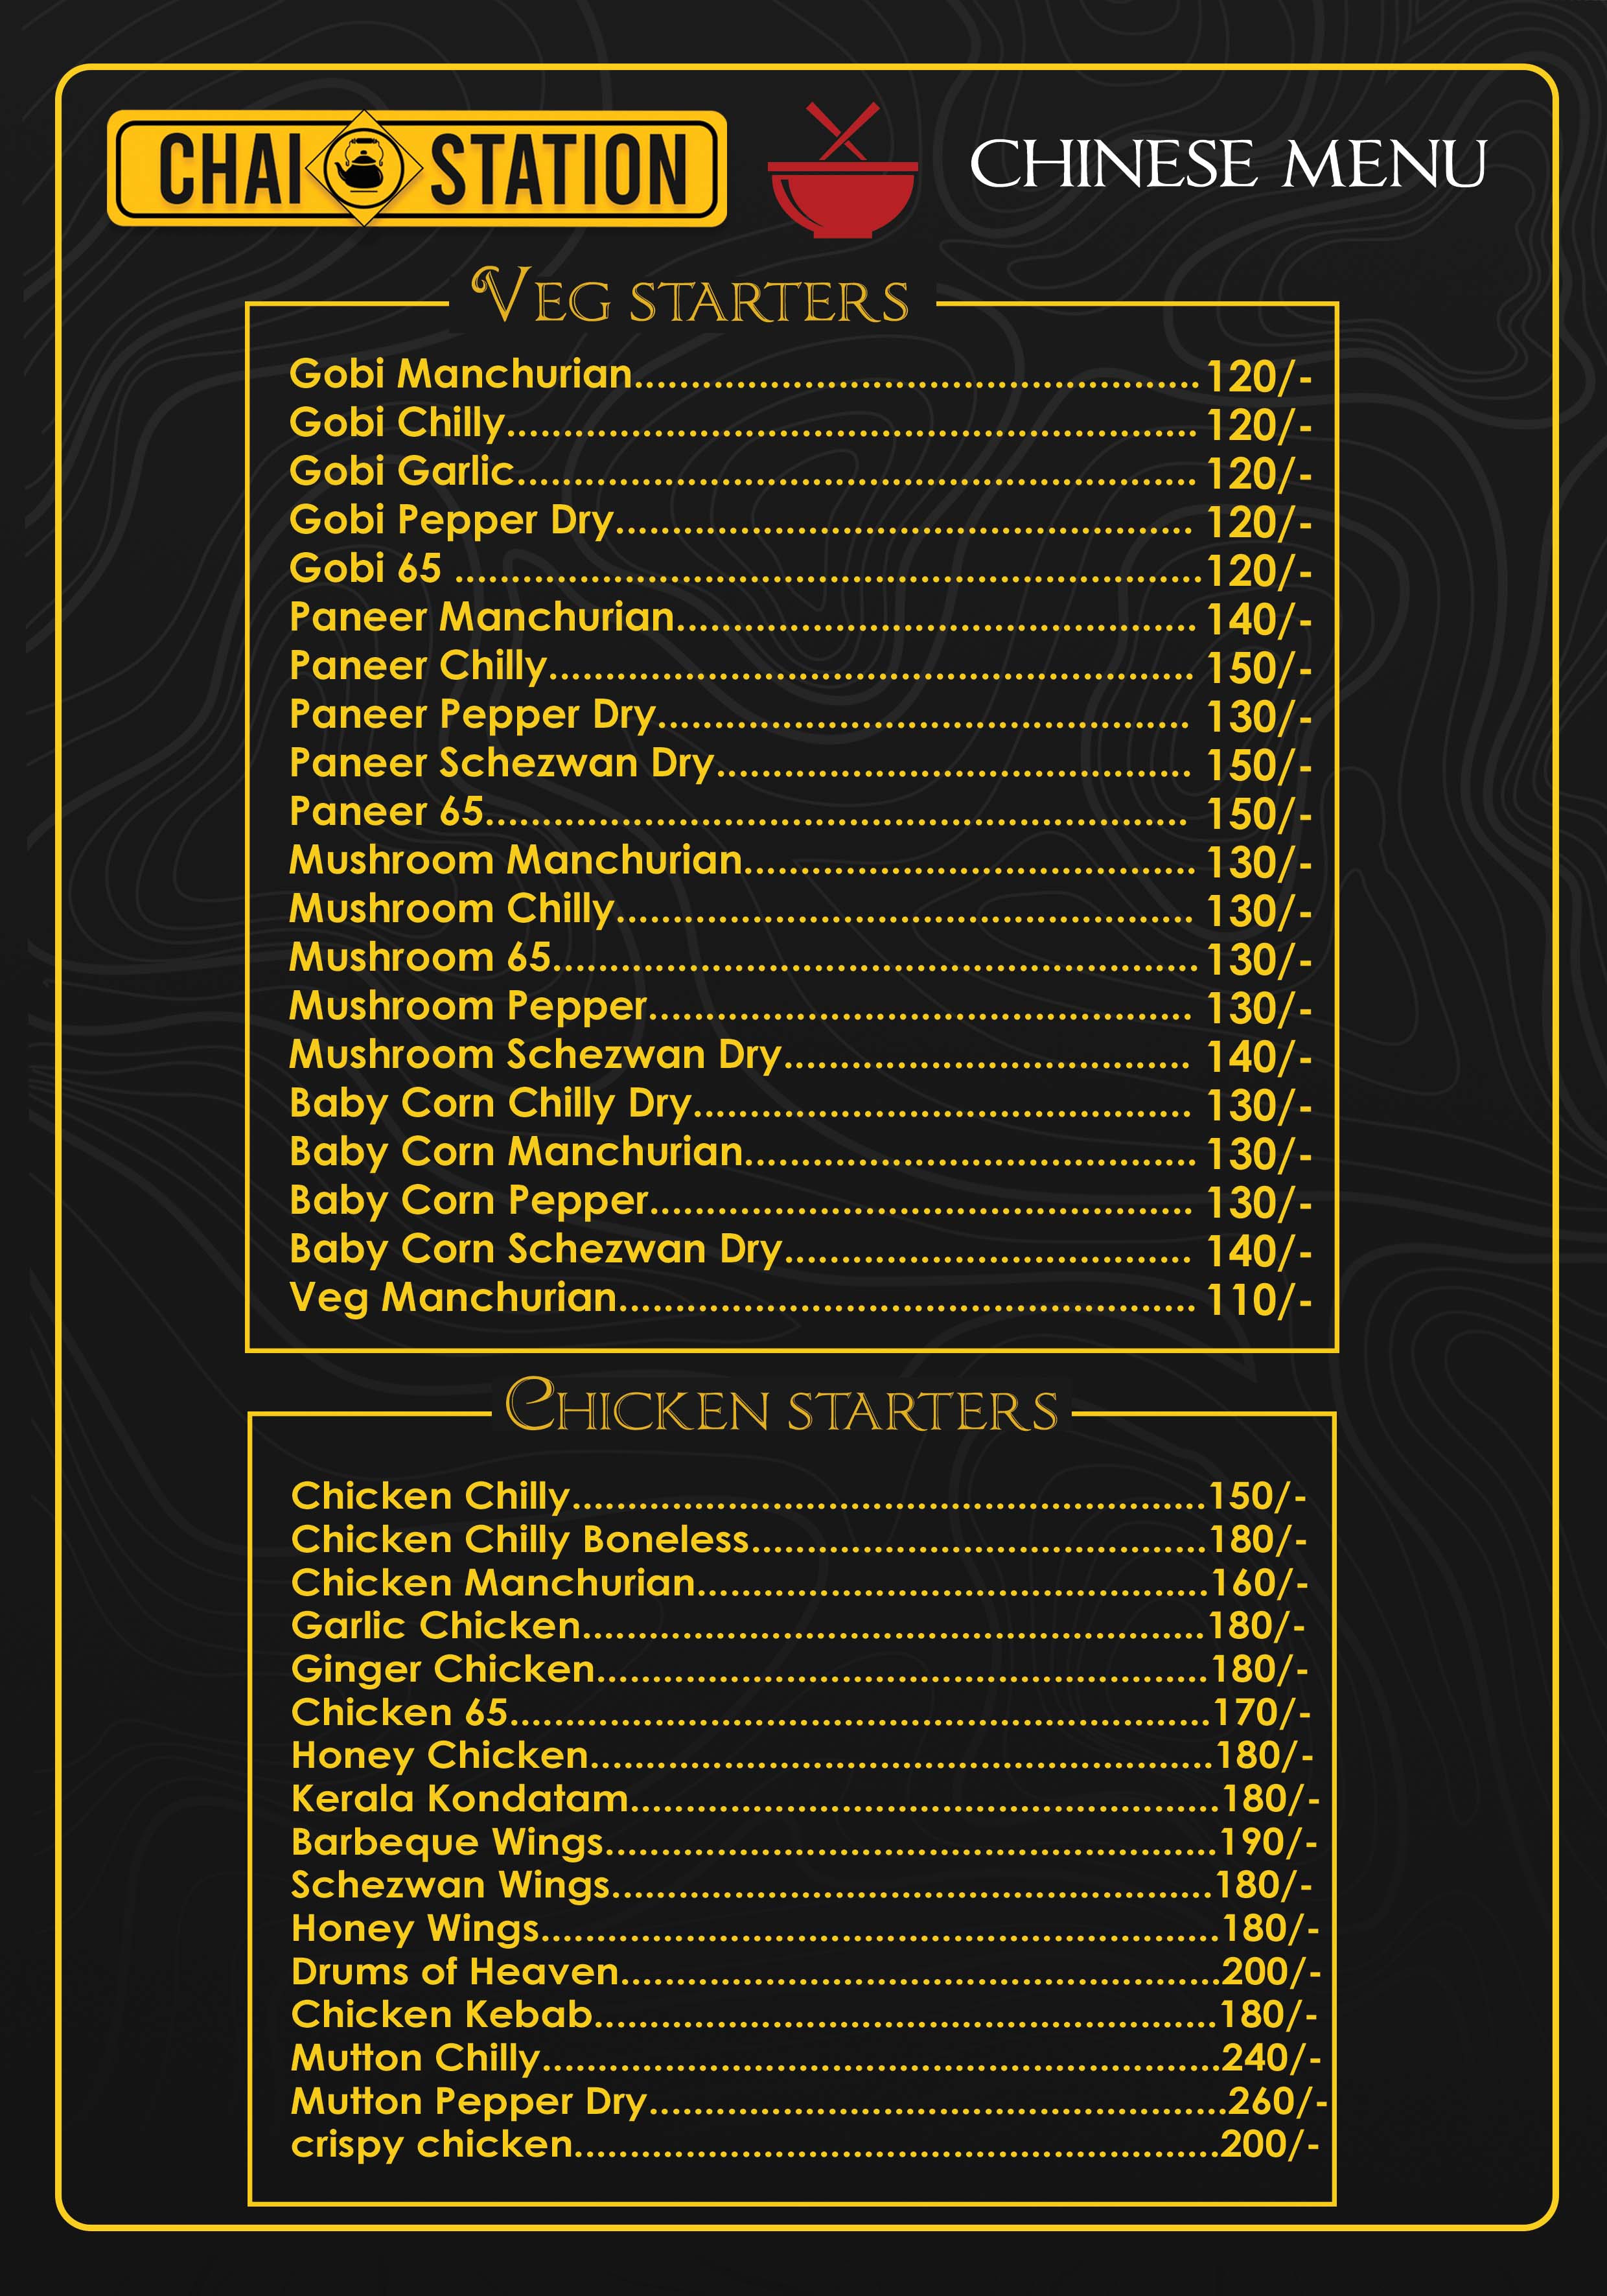 CHAI STATION
CHINESE MENU
VEG STARTERS
Gobi Manchurian.................................................. 120/-
Gobi Chilly............................................................. 120/-
Gobi Garlic............................................................ 120/-
Gobi Pepper Dry................................................... 120/-
Gobi 65 ..................................................................120/-
Paneer Manchurian.............................................. 140/-
Paneer Chilly......................................................... 150/-
Paneer Pepper Dry............................................... 130/-
Paneer Schezwan Dry.......................................... 150/-
Paneer 65.............................................................. 150/-
Mushroom Manchurian........................................ 130/-
Mushroom Chilly................................................... 130/-
Mushroom 65......................................................... 130/-
Mushroom Pepper................................................ 130/-
Mushroom Schezwan Dry.................................... 140/-
Baby Corn Chilly Dry............................................ 130/-
Baby Corn Manchurian........................................ 130/-
Baby Corn Pepper................................................ 130/-
Baby Corn Schezwan Dry.................................... 140/-
Veg Manchurian................................................... 110/-
CHICKEN STARTERS
Chicken Chilly..........................................................150/-
Chicken Chilly Boneless..........................................180/-
Chicken Manchurian...............................................160/-
Garlic Chicken.........................................................180/-
Ginger Chicken........................................................180/-
Chicken 65................................................................170/-
Honey Chicken.........................................................180/-
Kerala Kondatam......................................................180/-
Barbeque Wings........................................................190/-
Schezwan Wings.......................................................180/-
Honey Wings..............................................................180/-
Drums of Heaven.......................................................200/-
Chicken Kebab.........................................................180/-
Mutton Chilly..............................................................240/-
Mutton Pepper Dry.....................................................260/-
crispy chicken...........................................................200/-